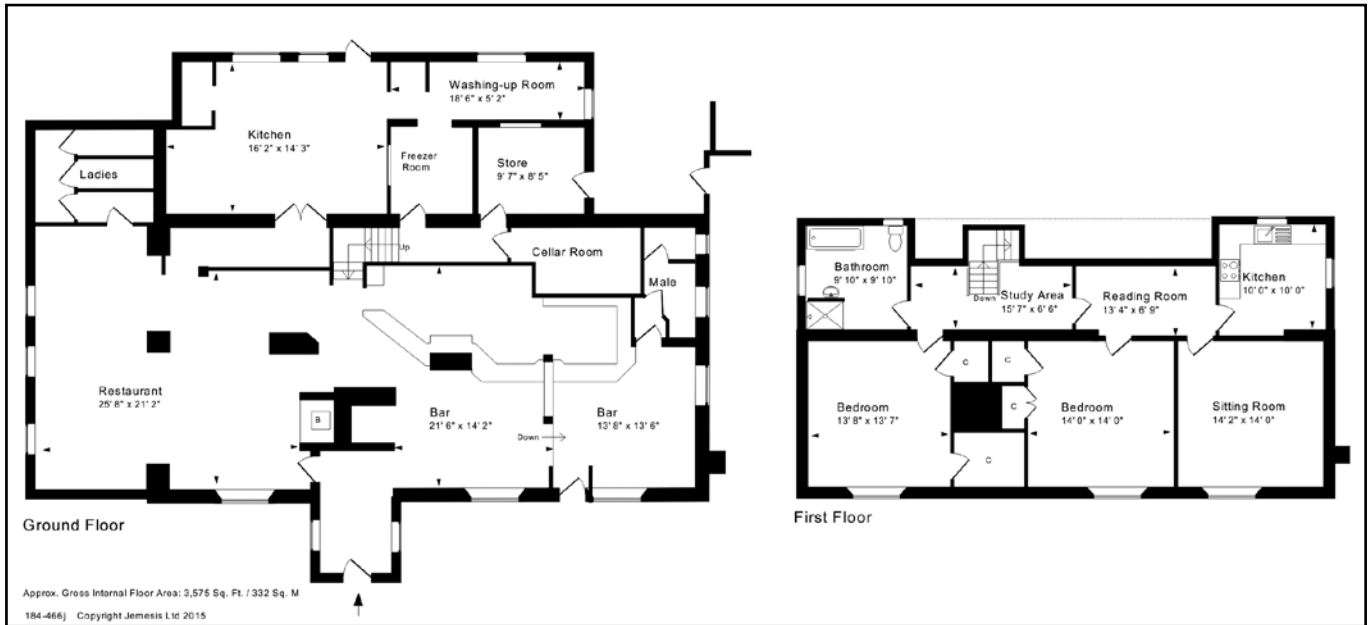 Washing-up Room
18' 6" x 5' 2"
Kitchen
16' 2" x 14' 3"
Freezer
Room
Store
9' 7" x 8' 5"
Ladies
Up
Cellar Room
Male
Restaurant
25' 8" x 21' 2"
B
Bar
21' 6" x 14' 2"
Down
Bar
13' 8" x 13' 6"
Ground Floor
Approx. Gross Internal Floor Area: 3,575 Sq. Ft. / 332 Sq. M
184-466j Copyright Jemesis Ltd 2015
Bathroom
9' 10" x 9' 10"
Down
Study Area
15' 7" x 6' 6"
Reading Room
13' 4" x 6' 9"
Kitchen
10' 0" x 10' 0"
C
C
C
C
Bedroom
13' 8" x 13' 7"
Bedroom
14' 0" x 14' 0"
Sitting Room
14' 2" x 14' 0"
First Floor